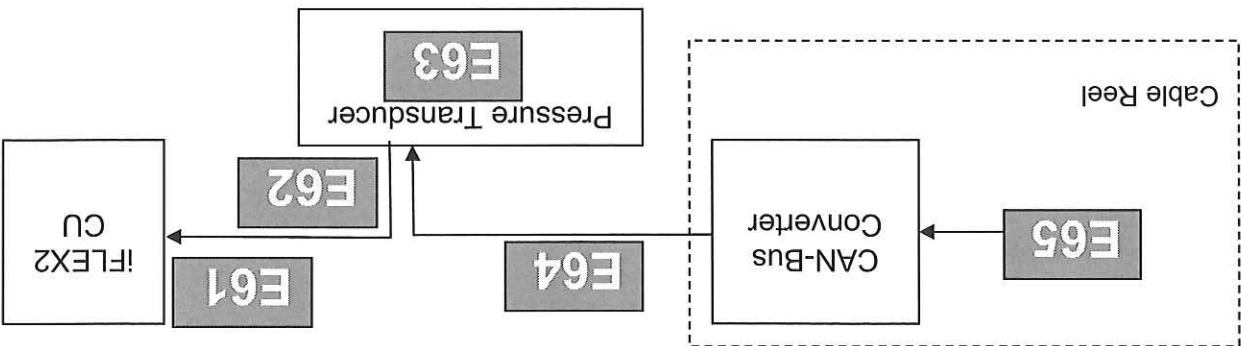 Cable Reel
E65
CAN-Bus
Converter
E64
Pressure Transducer
E63
E62
E61
iFLEX2
CU